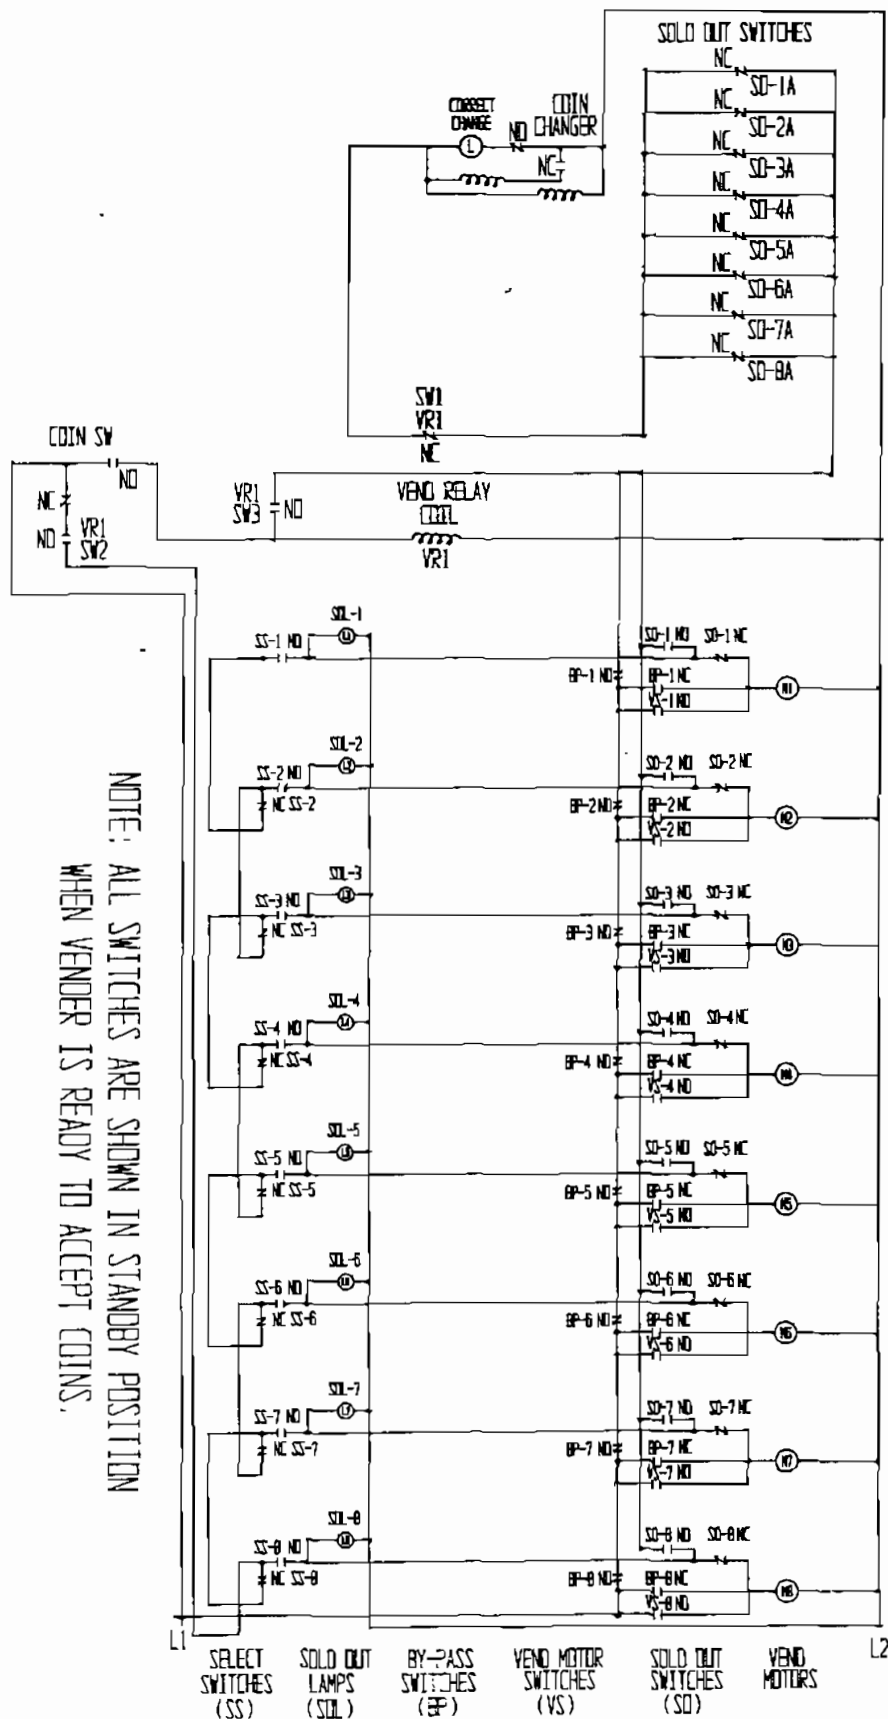 SOLD OUT SWITCHES
NC
SO-1A
NC
SO-2A
NC
SO-3A
NC
SO-4A
NC
SO-5A
NC
SO-6A
NC
SO-7A
NC
SO-8A
CORRECT
CHANGE
L
NO
COIN
CHANGER
NC
SW1
VR1
NC
COIN SW
NO
NC
NO
VR1
SW2
VR1
SW3
NO
VEND RELAY
COIL
VR1
SS-1 NO
SOL-1
SO-1 NO
SO-1 NC
BP-1 NO
BP-1 NC
VS-1 NO
M1
SS-2 NO
NC SS-2
SOL-2
SO-2 NO
SO-2 NC
BP-2 NO
BP-2 NC
VS-2 NO
M2
SS-3 NO
NC SS-3
SOL-3
SO-3 NO
SO-3 NC
BP-3 NO
BP-3 NC
VS-3 NO
M3
SS-4 NO
NC SS-4
SOL-4
SO-4 NO
SO-4 NC
BP-4 NO
BP-4 NC
VS-4 NO
M4
SS-5 NO
NC SS-5
SOL-5
SO-5 NO
SO-5 NC
BP-5 NO
BP-5 NC
VS-5 NO
M5
SS-6 NO
NC SS-6
SOL-6
SO-6 NO
SO-6 NC
BP-6 NO
BP-6 NC
VS-6 NO
M6
SS-7 NO
NC SS-7
SOL-7
SO-7 NO
SO-7 NC
BP-7 NO
BP-7 NC
VS-7 NO
M7
SS-8 NO
NC SS-8
SOL-8
SO-8 NO
SO-8 NC
BP-8 NO
BP-8 NC
VS-8 NO
M8
L1
L2
SELECT
SWITCHES
(SS)
SOLD OUT
LAMPS
(SOL)
BY-PASS
SWITCHES
(BP)
VEND MOTOR
SWITCHES
(VS)
SOLD OUT
SWITCHES
(SO)
VEND
MOTORS
NOTE: ALL SWITCHES ARE SHOWN IN STANDBY POSITION
WHEN VENDER IS READY TO ACCEPT COINS.